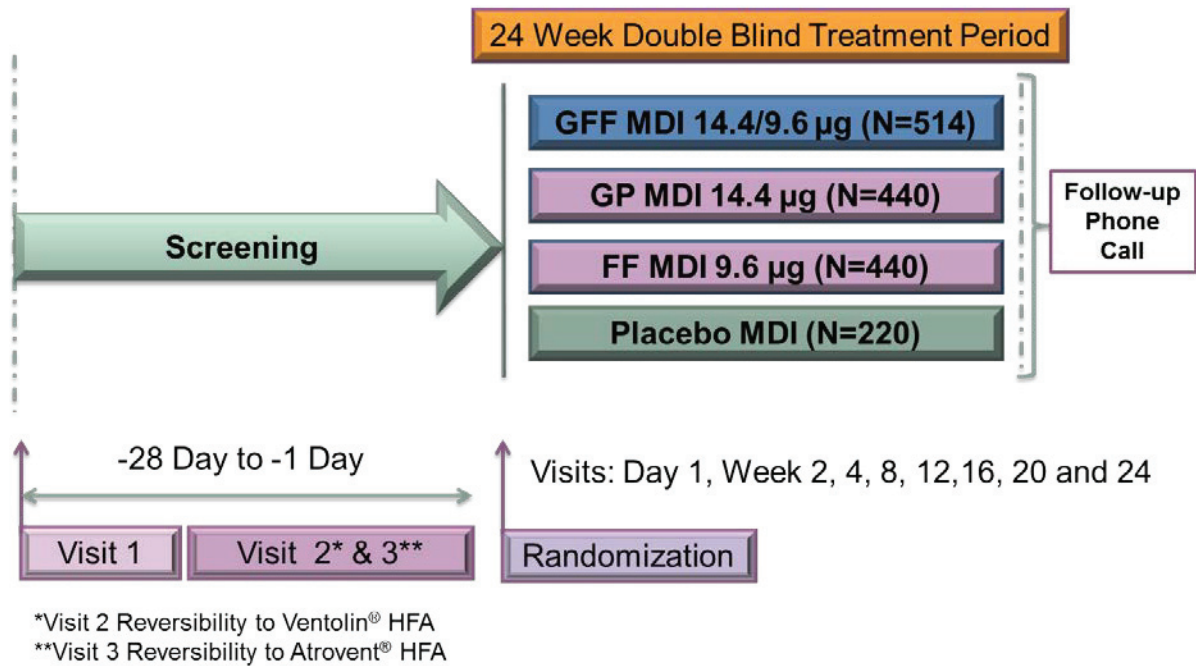 24 Week Double Blind Treatment Period
GFF MDI 14.4/9.6 µg (N=514)
GP MDI 14.4 µg (N=440)
FF MDI 9.6 µg (N=440)
Placebo MDI (N=220)
Screening
Follow-up
Phone
Call
-28 Day to -1 Day
Visits: Day 1, Week 2, 4, 8, 12,16, 20 and 24
Visit 1
Visit 2* & 3**
Randomization
*Visit 2 Reversibility to Ventolin® HFA
**Visit 3 Reversibility to Atrovent® HFA